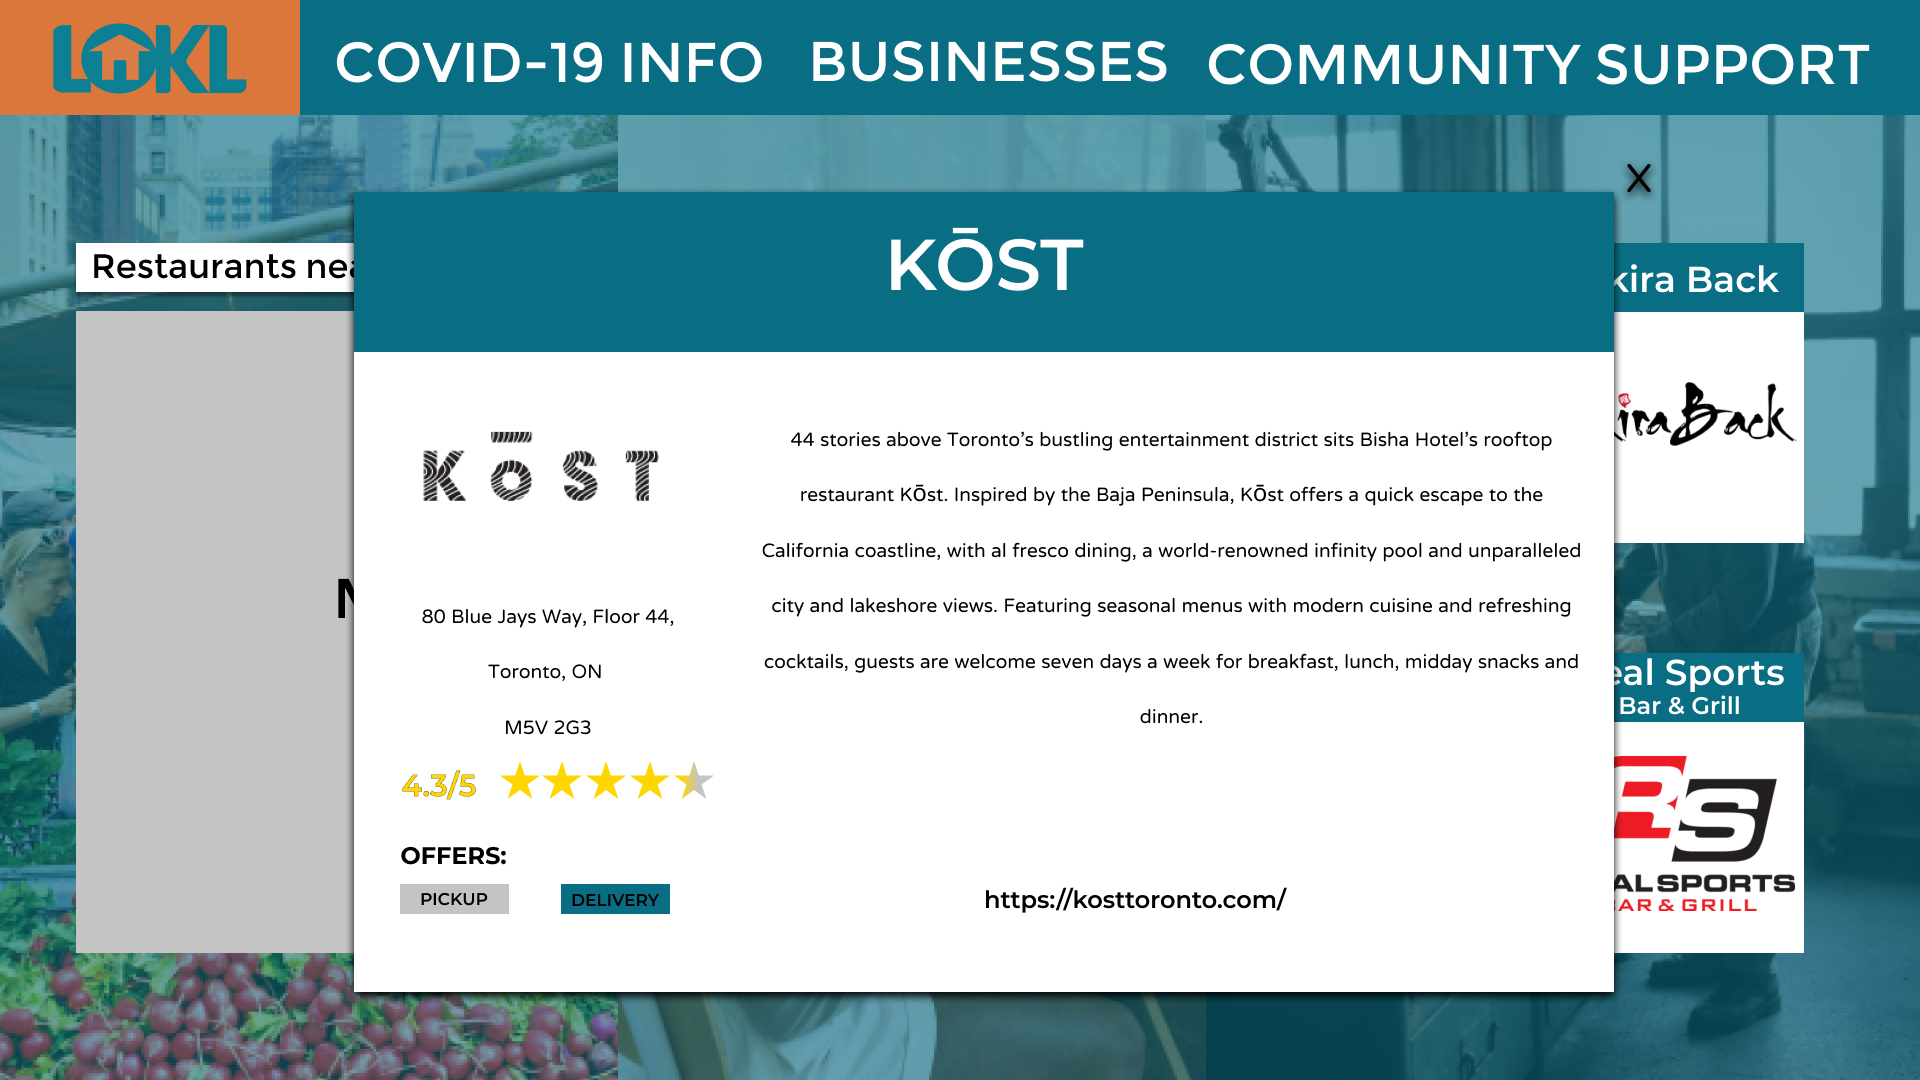 LOKL
COVID-19 INFO
BUSINESSES
COMMUNITY SUPPORT
X
Restaurants
KŌST
kira Back
KōST
44 stories above Toronto's bustling entertainment district sits Bisha Hotel's rooftop
restaurant KŌst. Inspired by the Baja Peninsula, KŌst offers a quick escape to the
California coastline, with al fresco dining, a world-renowned infinity pool and unparalleled
city and lakeshore views. Featuring seasonal menus with modern cuisine and refreshing
cocktails, guests are welcome seven days a week for breakfast, lunch, midday snacks and
dinner.
80 Blue Jays Way, Floor 44,
Toronto, ON
M5V 2G3
4.3/5
OFFERS:
PICKUP
DELIVERY
https://kosttoronto.com/
ira Back
eal Sports
Bar & Grill
RS
ALSPORTS
BAR & GRILL